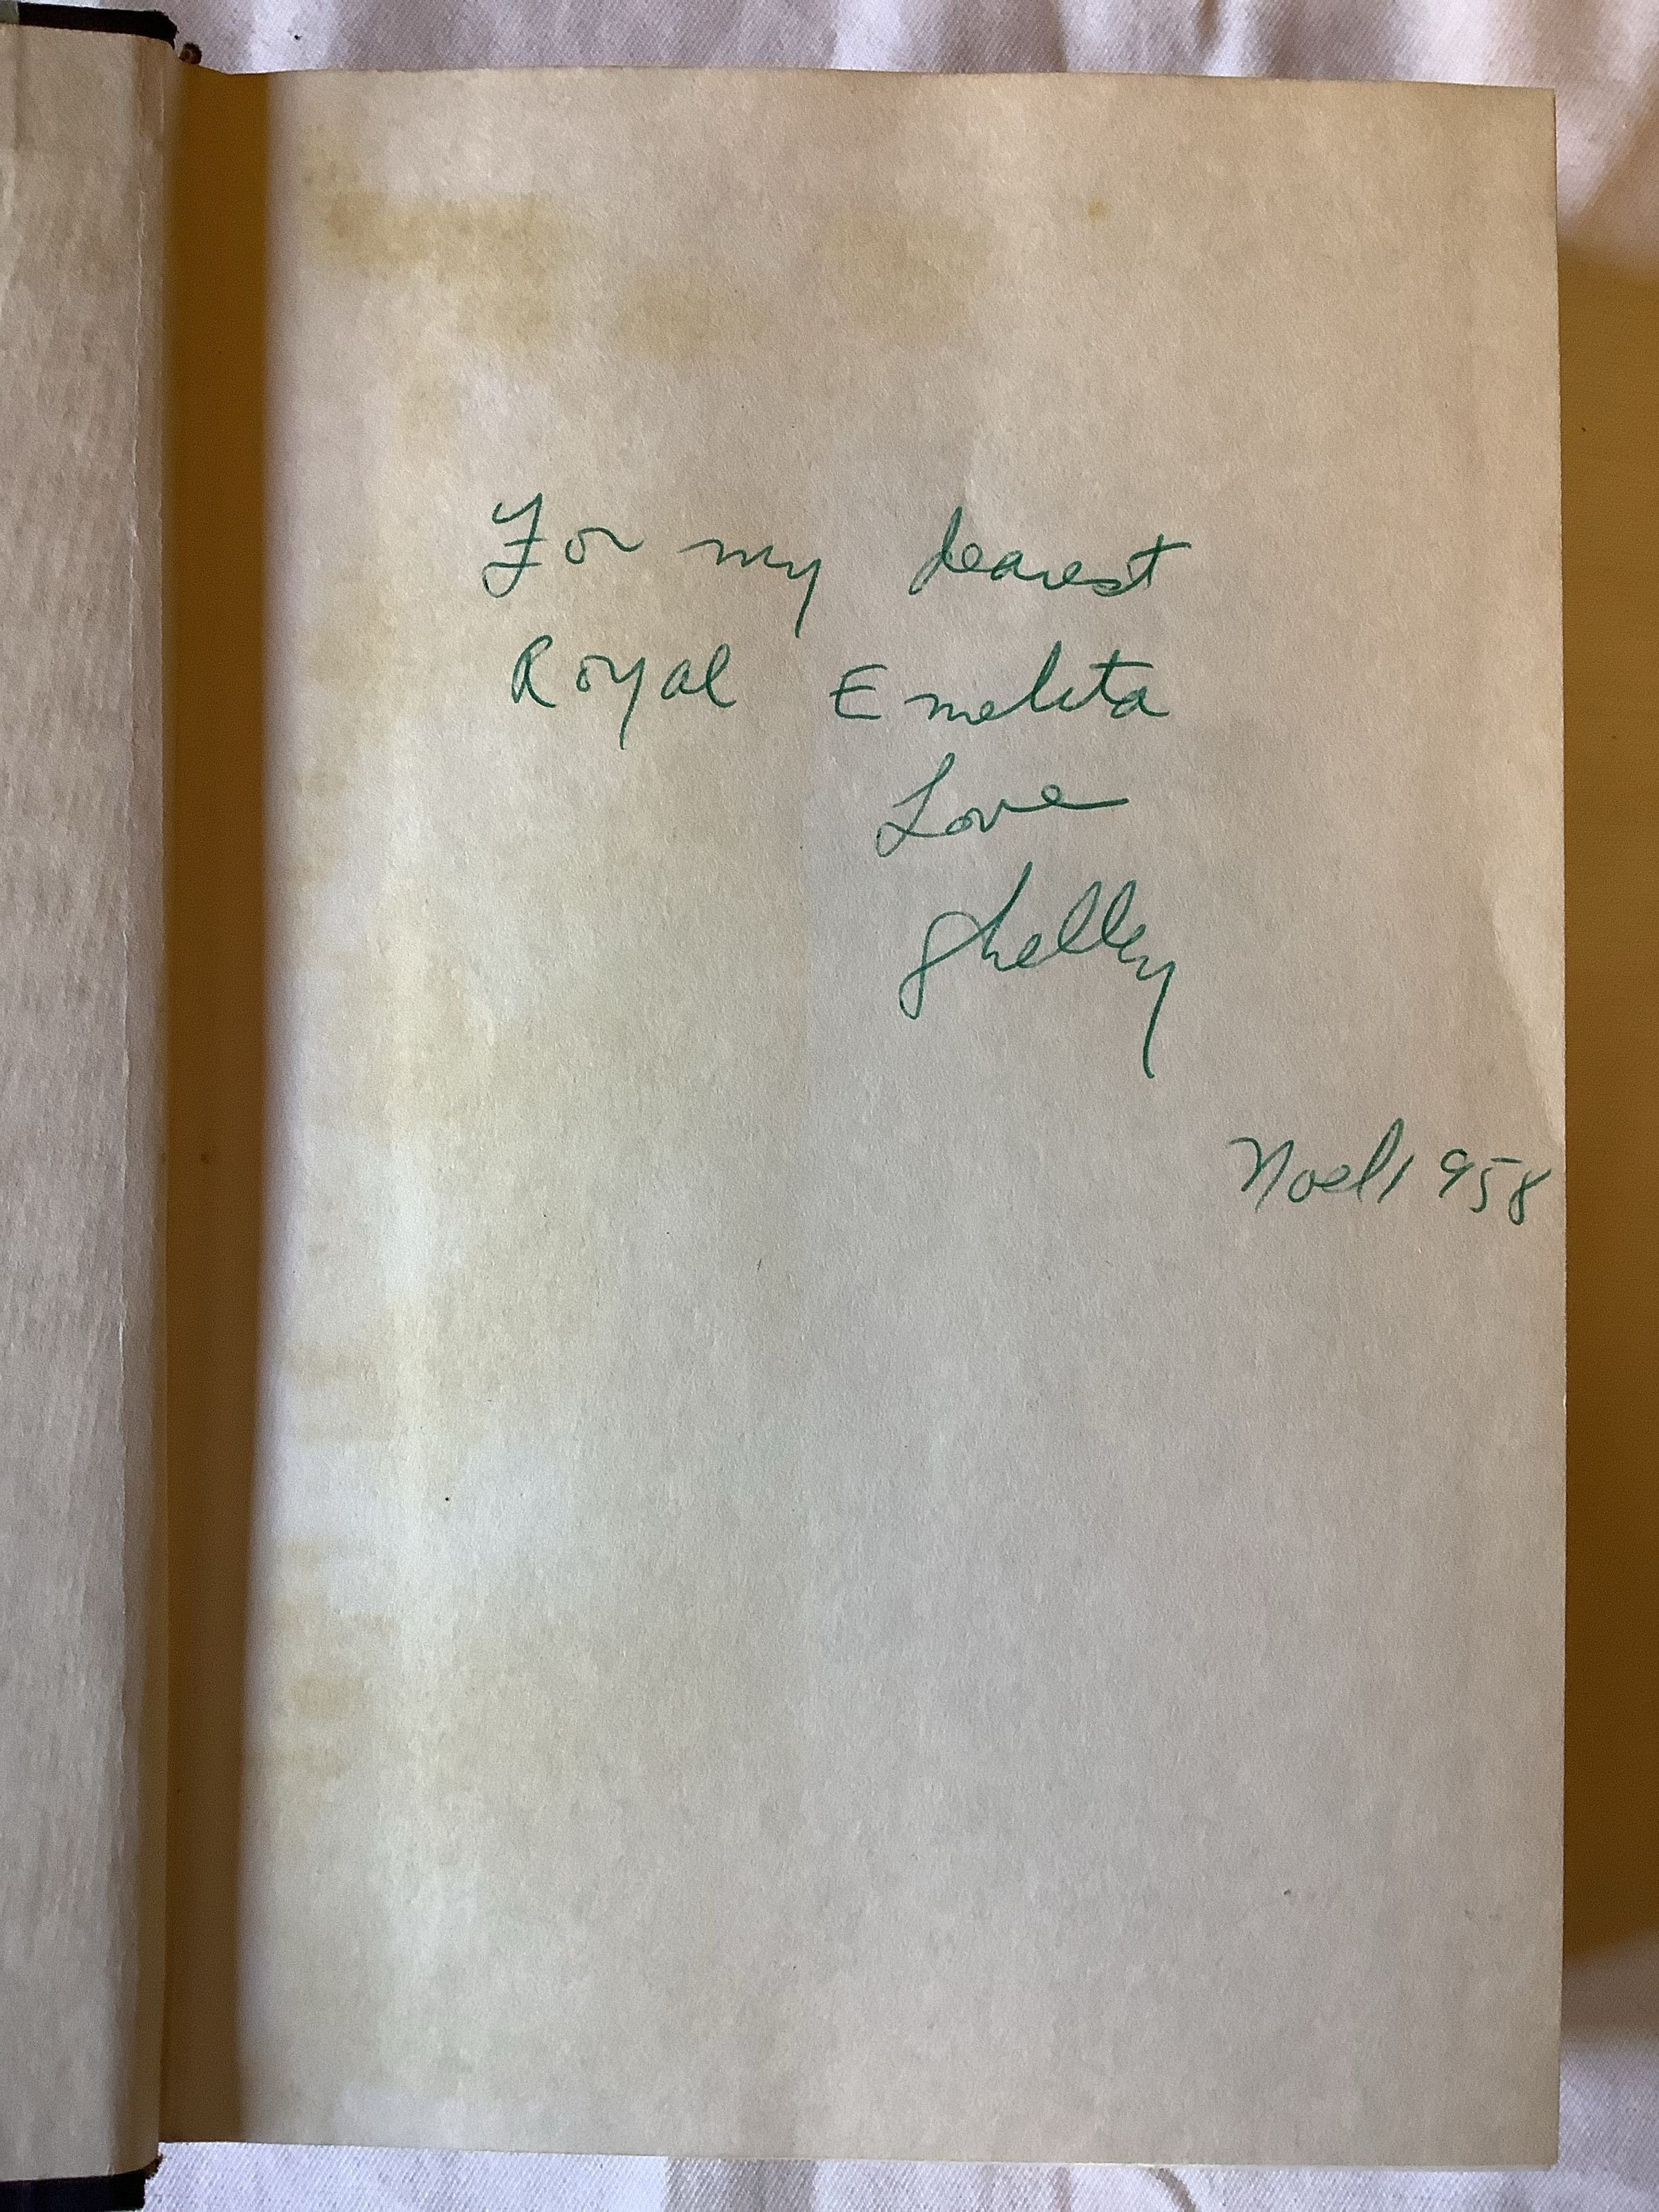 For my dearest
Royal Emelita
Love
Shelley
Noel 1958